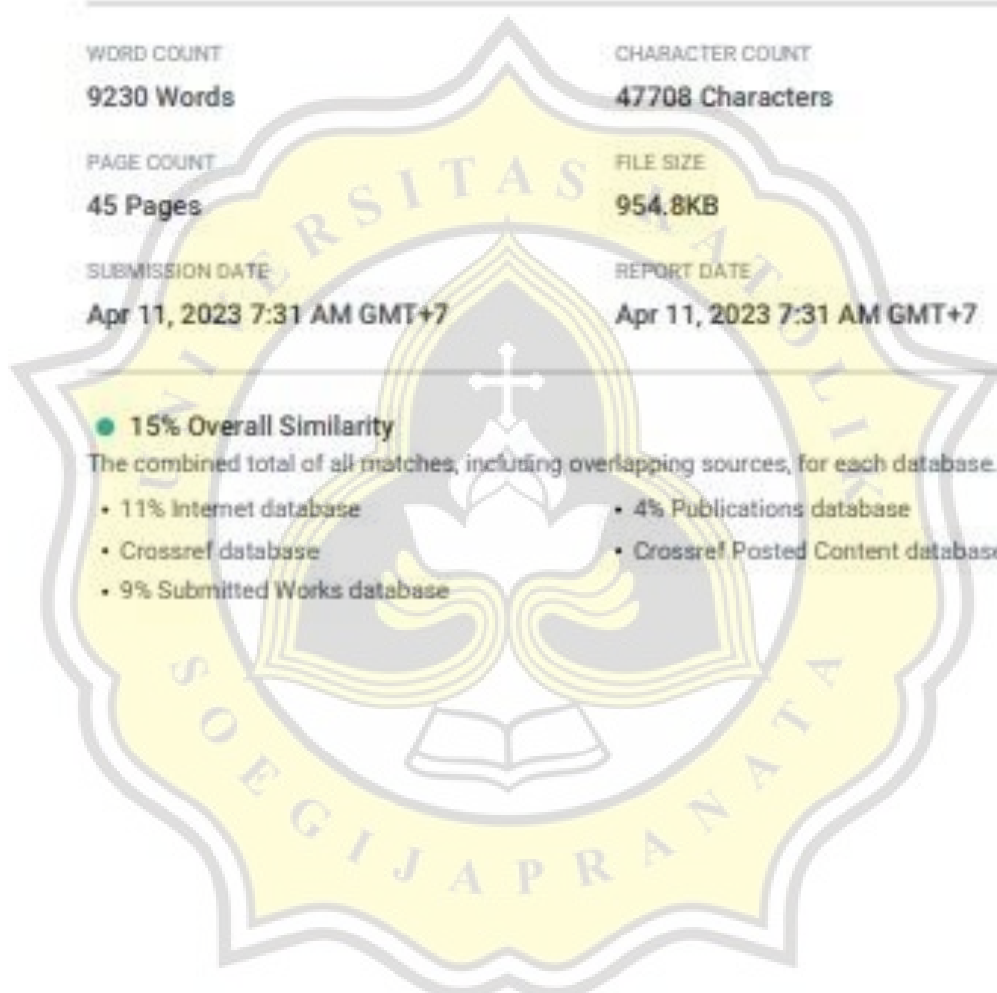 WORD COUNT
CHARACTER COUNT
9230 Words
47708 Characters
PAGE COUNT
FILE SIZE
45 Pages
954.8KB
SUBMISSION DATE
REPORT DATE
Apr 11, 2023 7:31 AM GMT+7
Apr 11, 2023 7:31 AM GMT+7
15% Overall Similarity
The combined total of all matches, including overlapping sources, for each database.
• 11% Internet database
• 4% Publications database
• Crossref database
• Crossref Posted Content database
• 9% Submitted Works database
UNIVERSITAS KATOLIK
SOEGIJAPRANATA